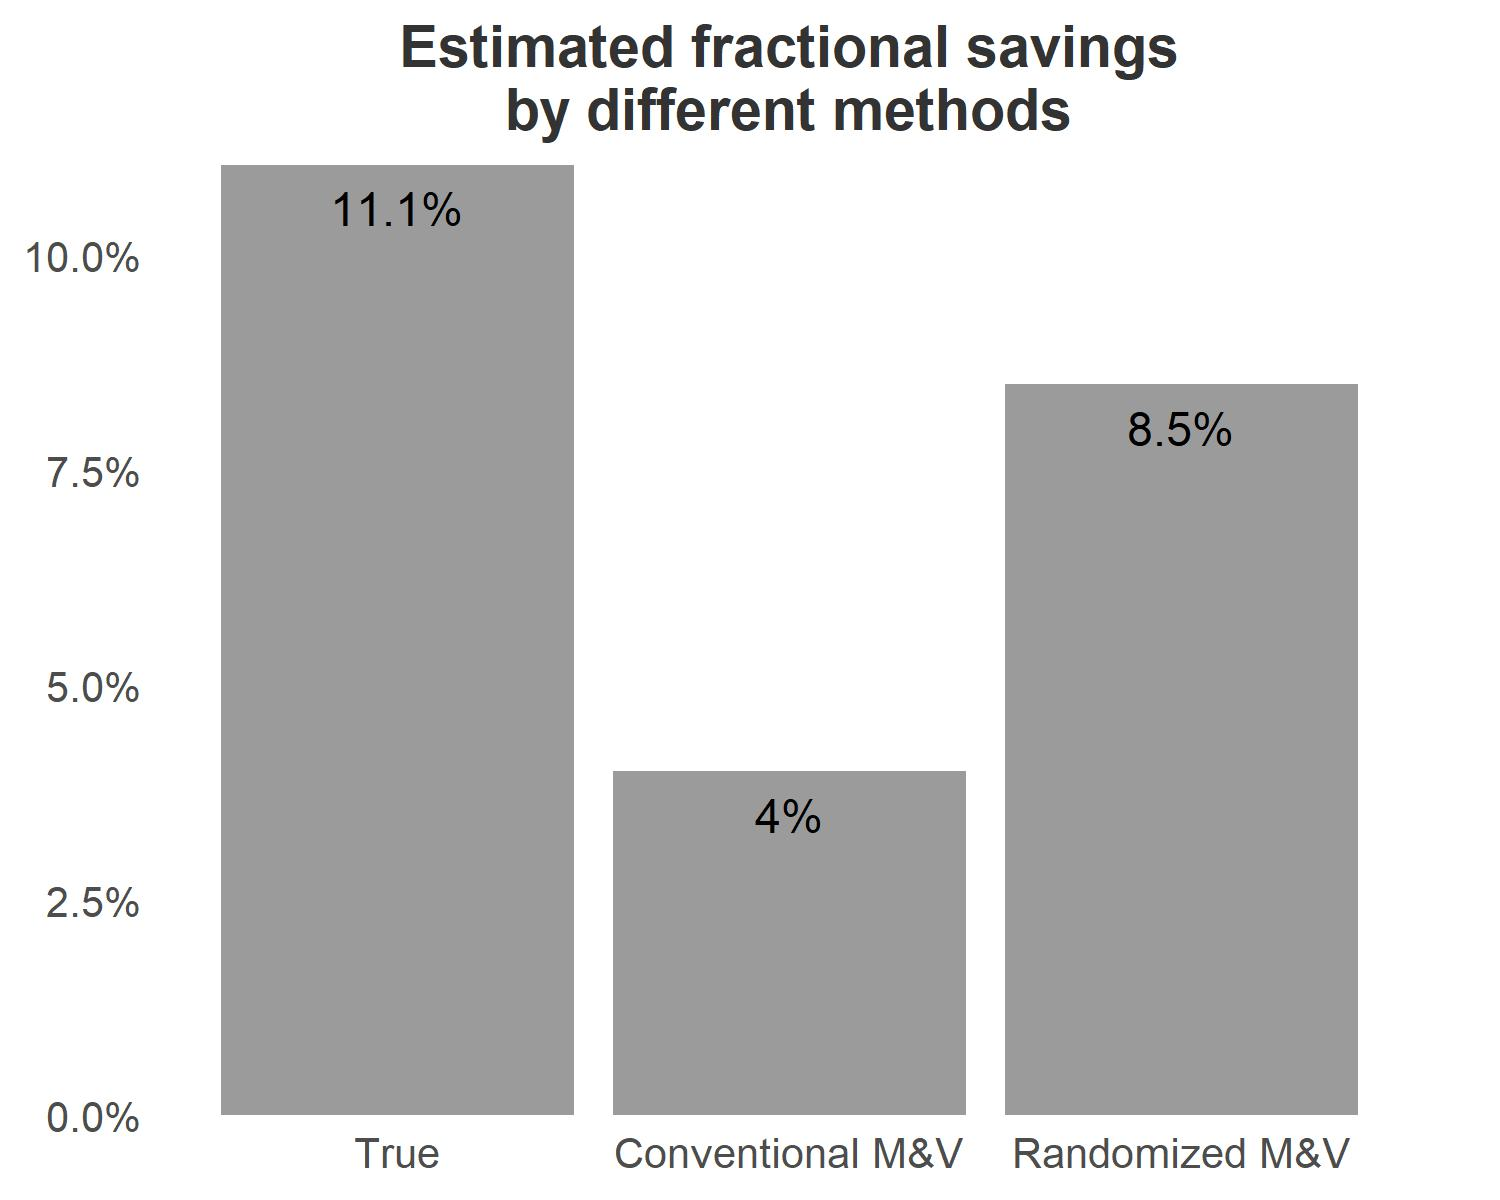 Estimated fractional savings
by different methods
11.1%
10.0%
8.5%
7.5%
5.0%
4%
2.5%
0.0%
True Conventional M&V Randomized M&V